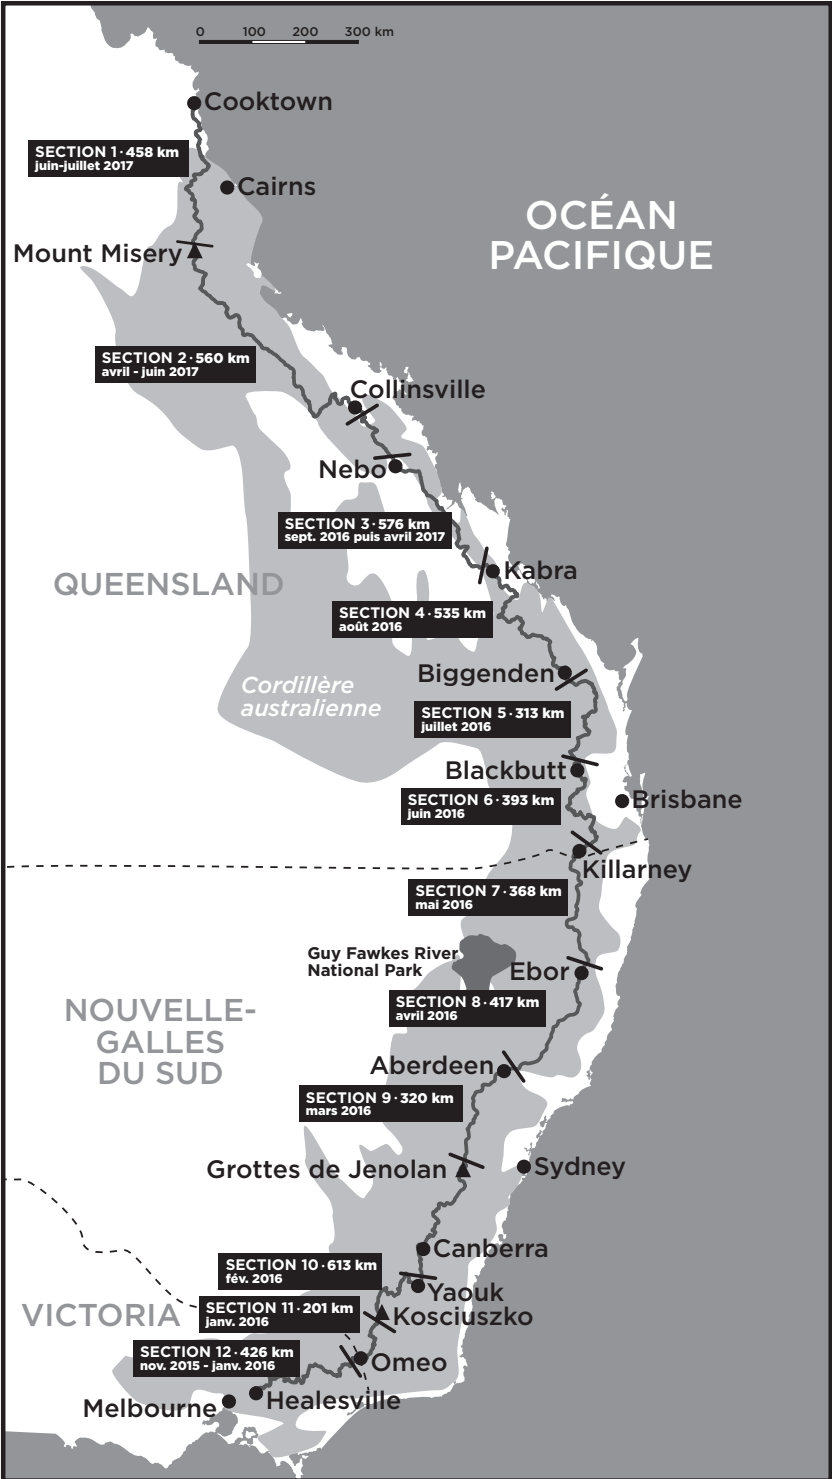 0 100 200 300 km
Cooktown
SECTION 1 · 458 km
juin-juillet 2017
Cairns
OCÉAN
PACIFIQUE
Mount Misery
SECTION 2 · 560 km
avril - juin 2017
Collinsville
Nebo
SECTION 3 · 576 km
sept. 2016 puis avril 2017
QUEENSLAND
Kabra
SECTION 4 · 535 km
août 2016
Biggenden
Cordillère
australienne
SECTION 5 · 313 km
juillet 2016
Blackbutt
SECTION 6 · 393 km
juin 2016
Brisbane
Killarney
SECTION 7 · 368 km
mai 2016
Guy Fawkes River
National Park
Ebor
SECTION 8 · 417 km
avril 2016
NOUVELLE-
GALLES
DU SUD
Aberdeen
SECTION 9 · 320 km
mars 2016
Grottes de Jenolan
Sydney
Canberra
SECTION 10 · 613 km
fév. 2016
Yaouk
SECTION 11 · 201 km
janv. 2016
VICTORIA
Kosciuszko
SECTION 12 · 426 km
nov. 2015 - janv. 2016
Omeo
Healesville
Melbourne